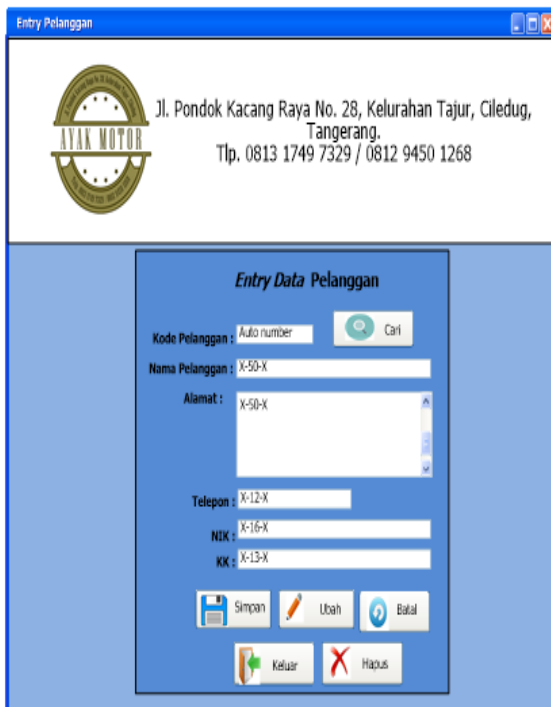 Entry Pelanggan
AYAK MOTOR
Jl. Pondok Kacang Raya No. 28, Kelurahan Tajur, Ciledug,
Tangerang.
Tlp. 0813 1749 7329 / 0812 9450 1268
Entry Data Pelanggan
Kode Pelanggan : Auto number Cari
Nama Pelanggan : X-50-X
Alamat : X-50-X
Telepon : X-12-X
NIK : X-16-X
KK : X-13-X
Simpan Ubah Batal
Keluar Hapus